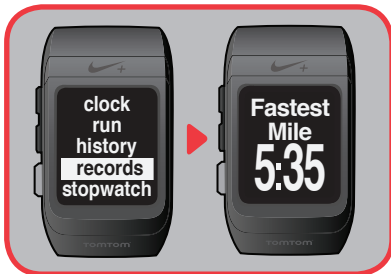 clock
run
history
records
stopwatch
TOMTOM
Fastest
Mile
5:35
TOMTOM